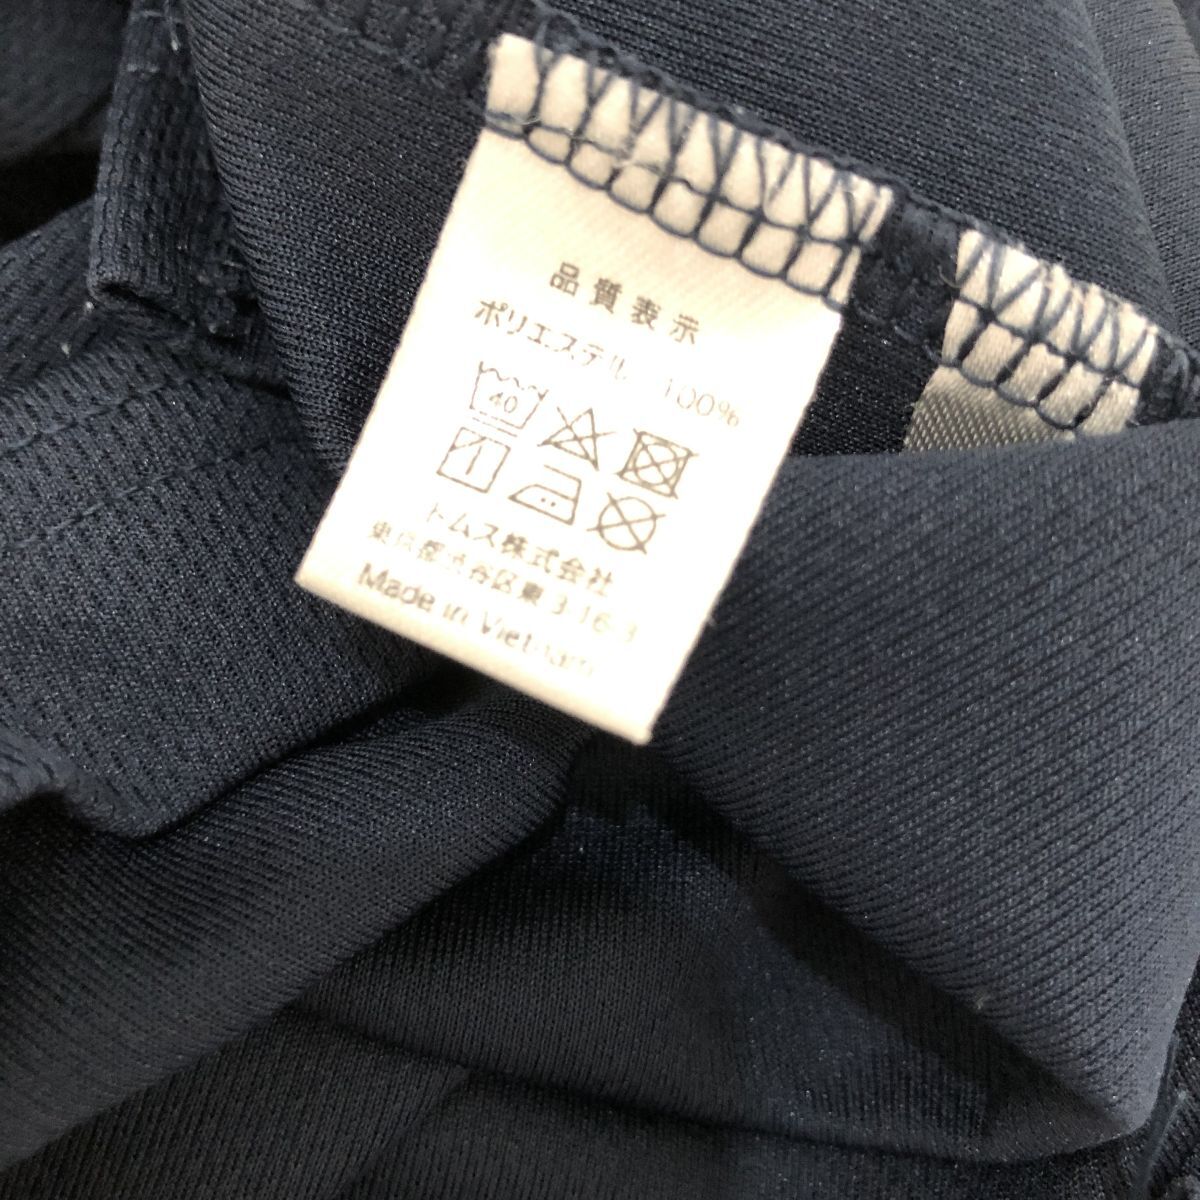 品質表示
ポリエステル 100%
40
トムス株式会社
東京都渋谷区東3-16-3
Made in Vietnam